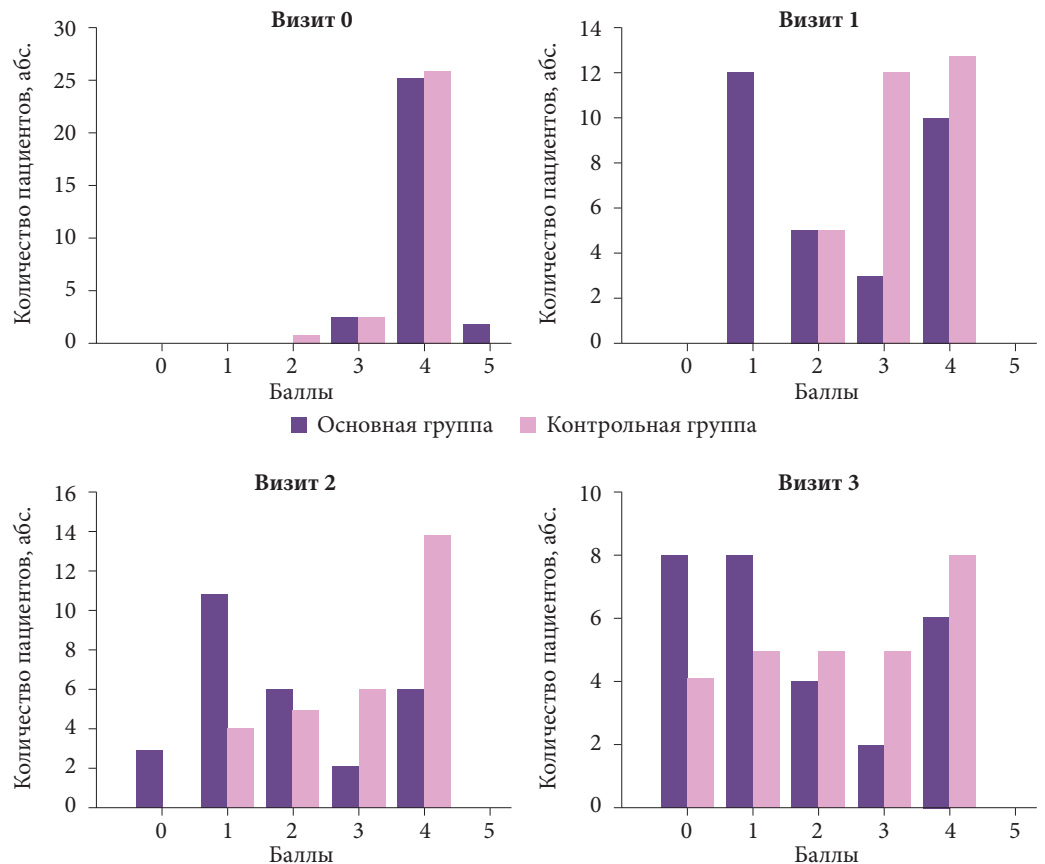 Визит 0
Количество пациентов, абс.
30
25
20
15
10
5
0
0 1 2 3 4 5
Баллы
Визит 1
Количество пациентов, абс.
14
12
10
8
6
4
2
0
0 1 2 3 4 5
Баллы
Основная группа Контрольная группа
Визит 2
Количество пациентов, абс.
16
14
12
10
8
6
4
2
0
0 1 2 3 4 5
Баллы
Визит 3
Количество пациентов, абс.
10
8
6
4
2
0
0 1 2 3 4 5
Баллы